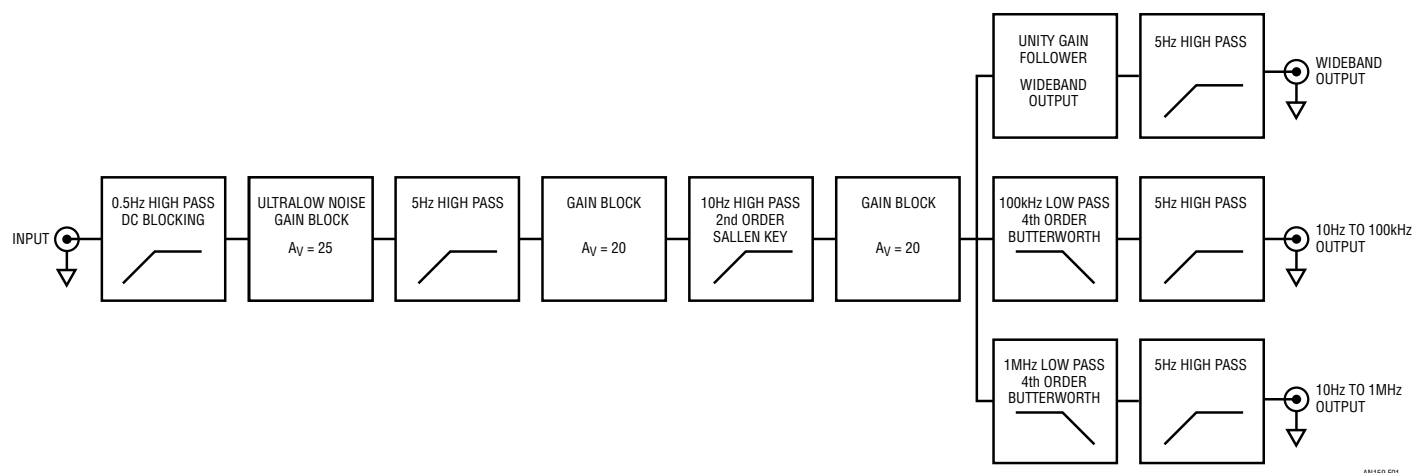 UNITY GAIN
FOLLOWER
WIDEBAND
OUTPUT
5Hz HIGH PASS
WIDEBAND
OUTPUT
INPUT
0.5Hz HIGH PASS
DC BLOCKING
ULTRALOW NOISE
GAIN BLOCK
AV = 25
5Hz HIGH PASS
GAIN BLOCK
AV = 20
10Hz HIGH PASS
2nd ORDER
SALLEN KEY
GAIN BLOCK
AV = 20
100kHz LOW PASS
4th ORDER
BUTTERWORTH
5Hz HIGH PASS
10Hz TO 100kHz
OUTPUT
1MHz LOW PASS
4th ORDER
BUTTERWORTH
5Hz HIGH PASS
10Hz TO 1MHz
OUTPUT
AN159 F01